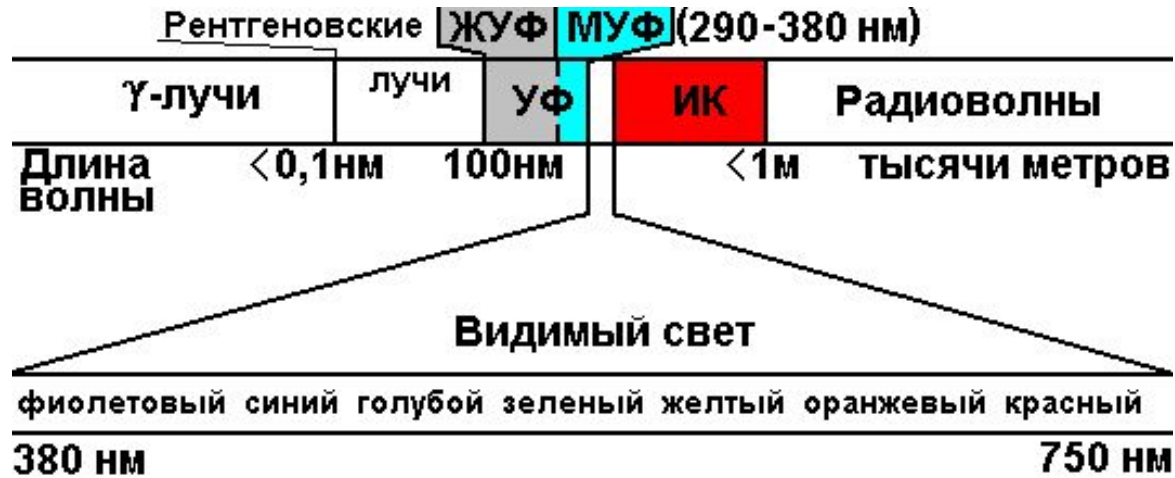 Рентгеновские ЖУФ МУФ (290-380 нм)
γ-лучи лучи УФ ИК Радиоволны
Длина волны <0,1нм 100нм <1м тысячи метров
Видимый свет
фиолетовый синий голубой зеленый желтый оранжевый красный
380 нм 750 нм